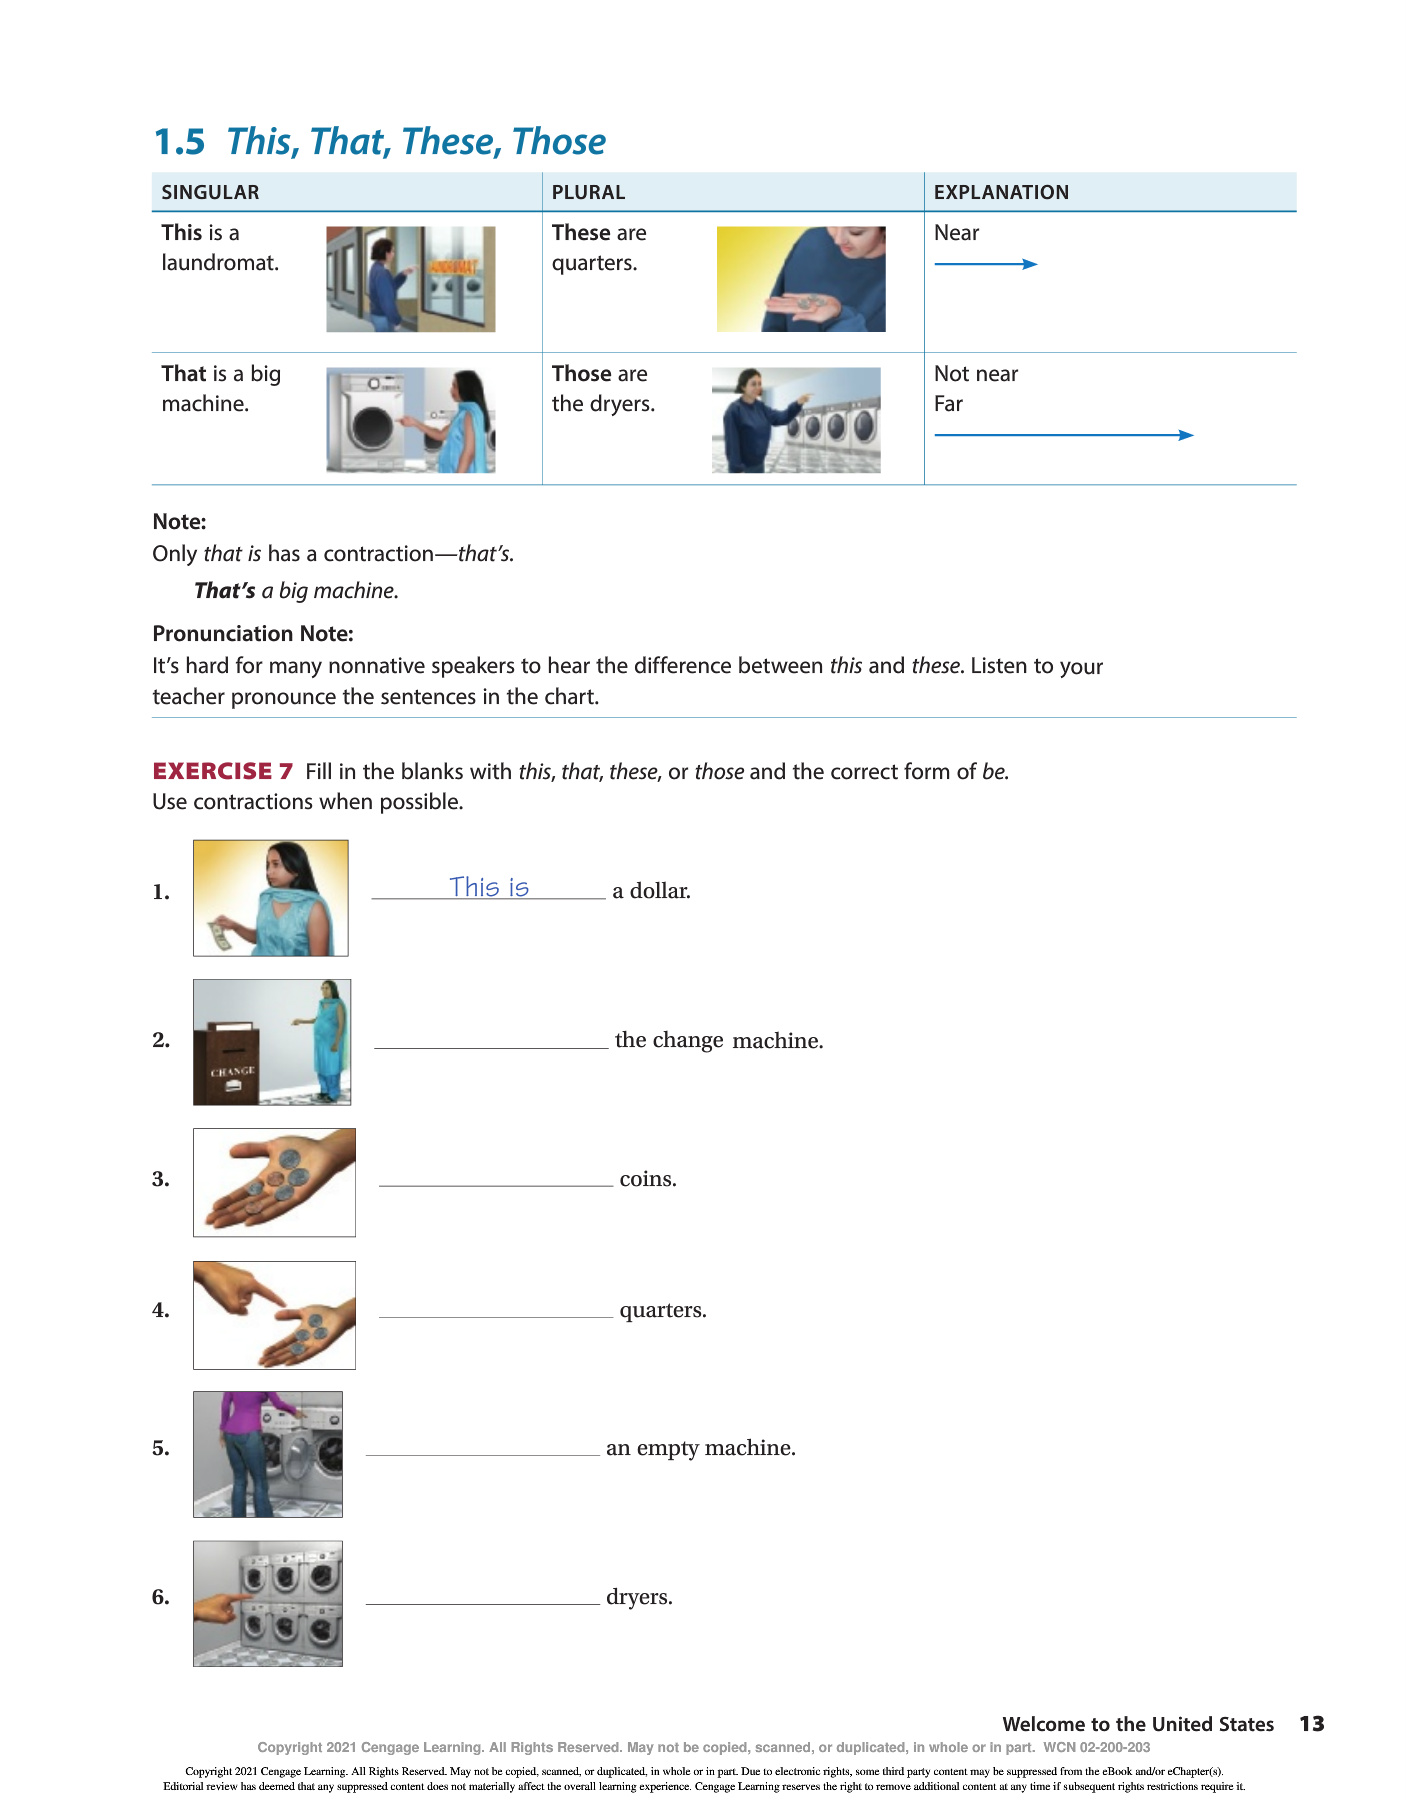 1.5 This, That, These, Those
SINGULAR PLURAL EXPLANATION
This is a
laundromat.
LAUNDROMAT
These are
quarters.
Near
That is a big
machine.
Those are
the dryers.
Not near
Far
Note:
Only that is has a contraction—that's.
That's a big machine.
Pronunciation Note:
It's hard for many nonnative speakers to hear the difference between this and these. Listen to your
teacher pronounce the sentences in the chart.
EXERCISE 7 Fill in the blanks with this, that, these, or those and the correct form of be.
Use contractions when possible.
1. This is a dollar.
2. the change machine.
CHANGE
3. coins.
4. quarters.
5. an empty machine.
6. dryers.
Welcome to the United States 13
Copyright 2021 Cengage Learning. All Rights Reserved. May not be copied, scanned, or duplicated, in whole or in part. WCN 02-200-203
Copyright 2021 Cengage Learning. All Rights Reserved. May not be copied, scanned, or duplicated, in whole or in part. Due to electronic rights, some third party content may be suppressed from the eBook and/or eChapter(s).
Editorial review has deemed that any suppressed content does not materially affect the overall learning experience. Cengage Learning reserves the right to remove additional content at any time if subsequent rights restrictions require it.